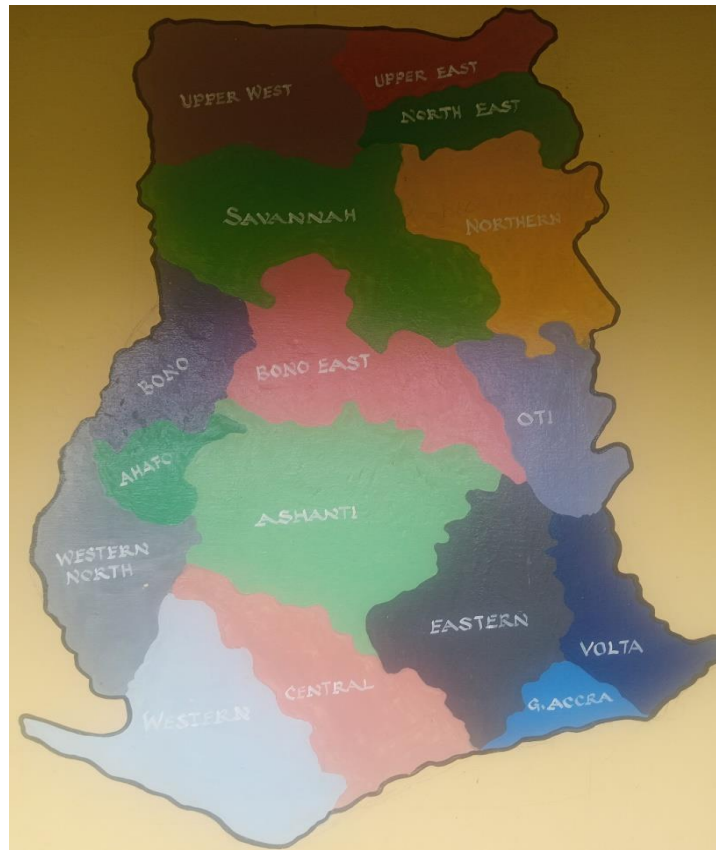 UPPER WEST
UPPER EAST
NORTH EAST
SAVANNAH
NORTHERN
BONO
BONO EAST
OTI
AHAFO
ASHANTI
WESTERN
NORTH
EASTERN
VOLTA
CENTRAL
G. ACCRA
WESTERN